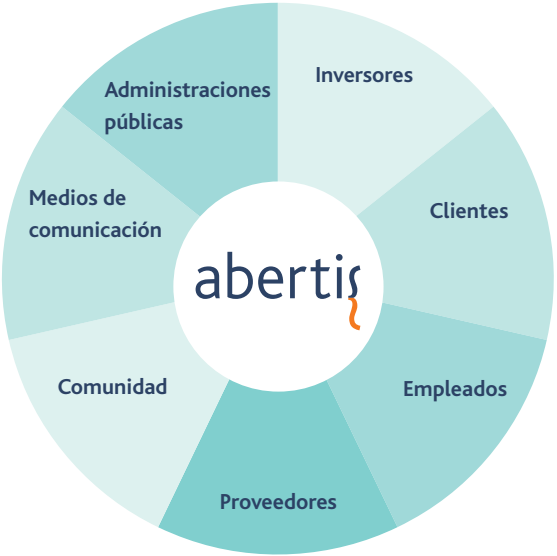 Inversores
Clientes
Empleados
Proveedores
Comunidad
Medios de
comunicación
Administraciones
públicas
abertis